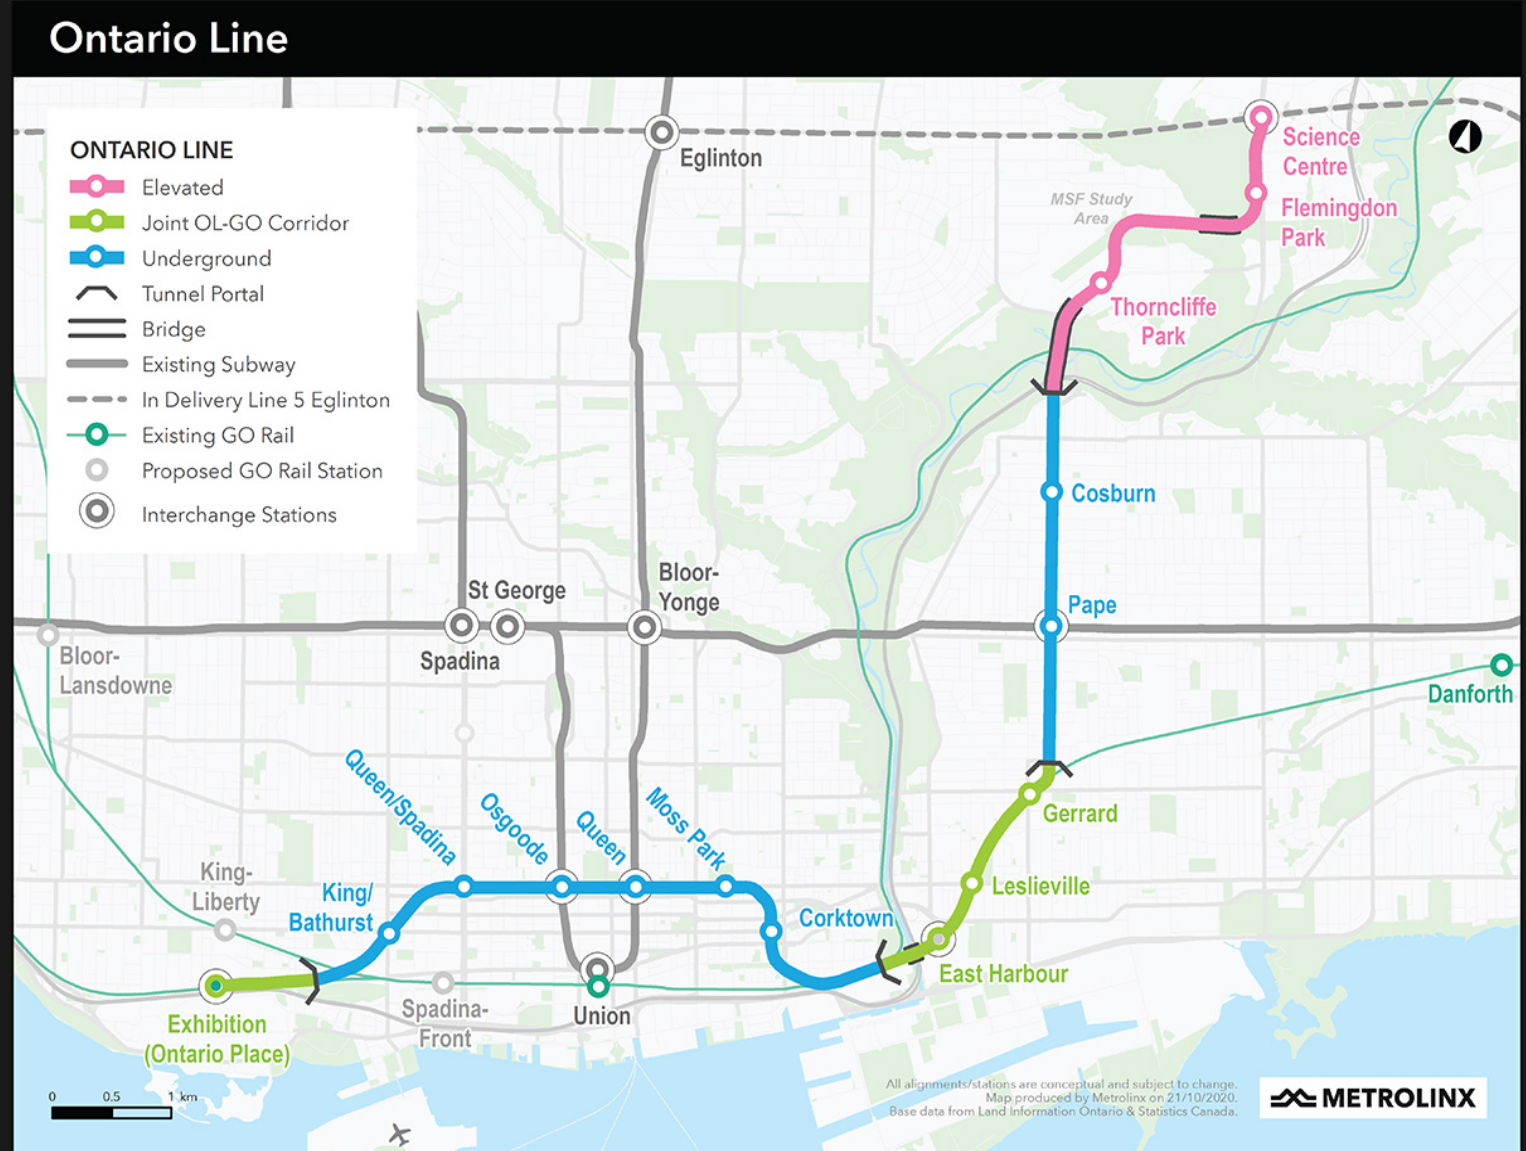 Ontario Line
ONTARIO LINE
Elevated
Joint OL-GO Corridor
Underground
Tunnel Portal
Bridge
Existing Subway
In Delivery Line 5 Eglinton
Existing GO Rail
Proposed GO Rail Station
Interchange Stations
Eglinton
Science
Centre
MSF Study
Area
Flemingdon
Park
Thorncliffe
Park
Cosburn
St George
Bloor-
Yonge
Pape
Spadina
Bloor-
Lansdowne
Danforth
Queen/Spadina
Osgoode
Queen
Moss Park
Gerrard
King-
Liberty
King/
Bathurst
Leslieville
Corktown
East Harbour
Exhibition
(Ontario Place)
Spadina-
Front
Union
0 0.5 1 km
All alignments/stations are conceptual and subject to change.
Map produced by Metrolinx on 21/10/2020.
Base data from Land Information Ontario & Statistics Canada.
METROLINX